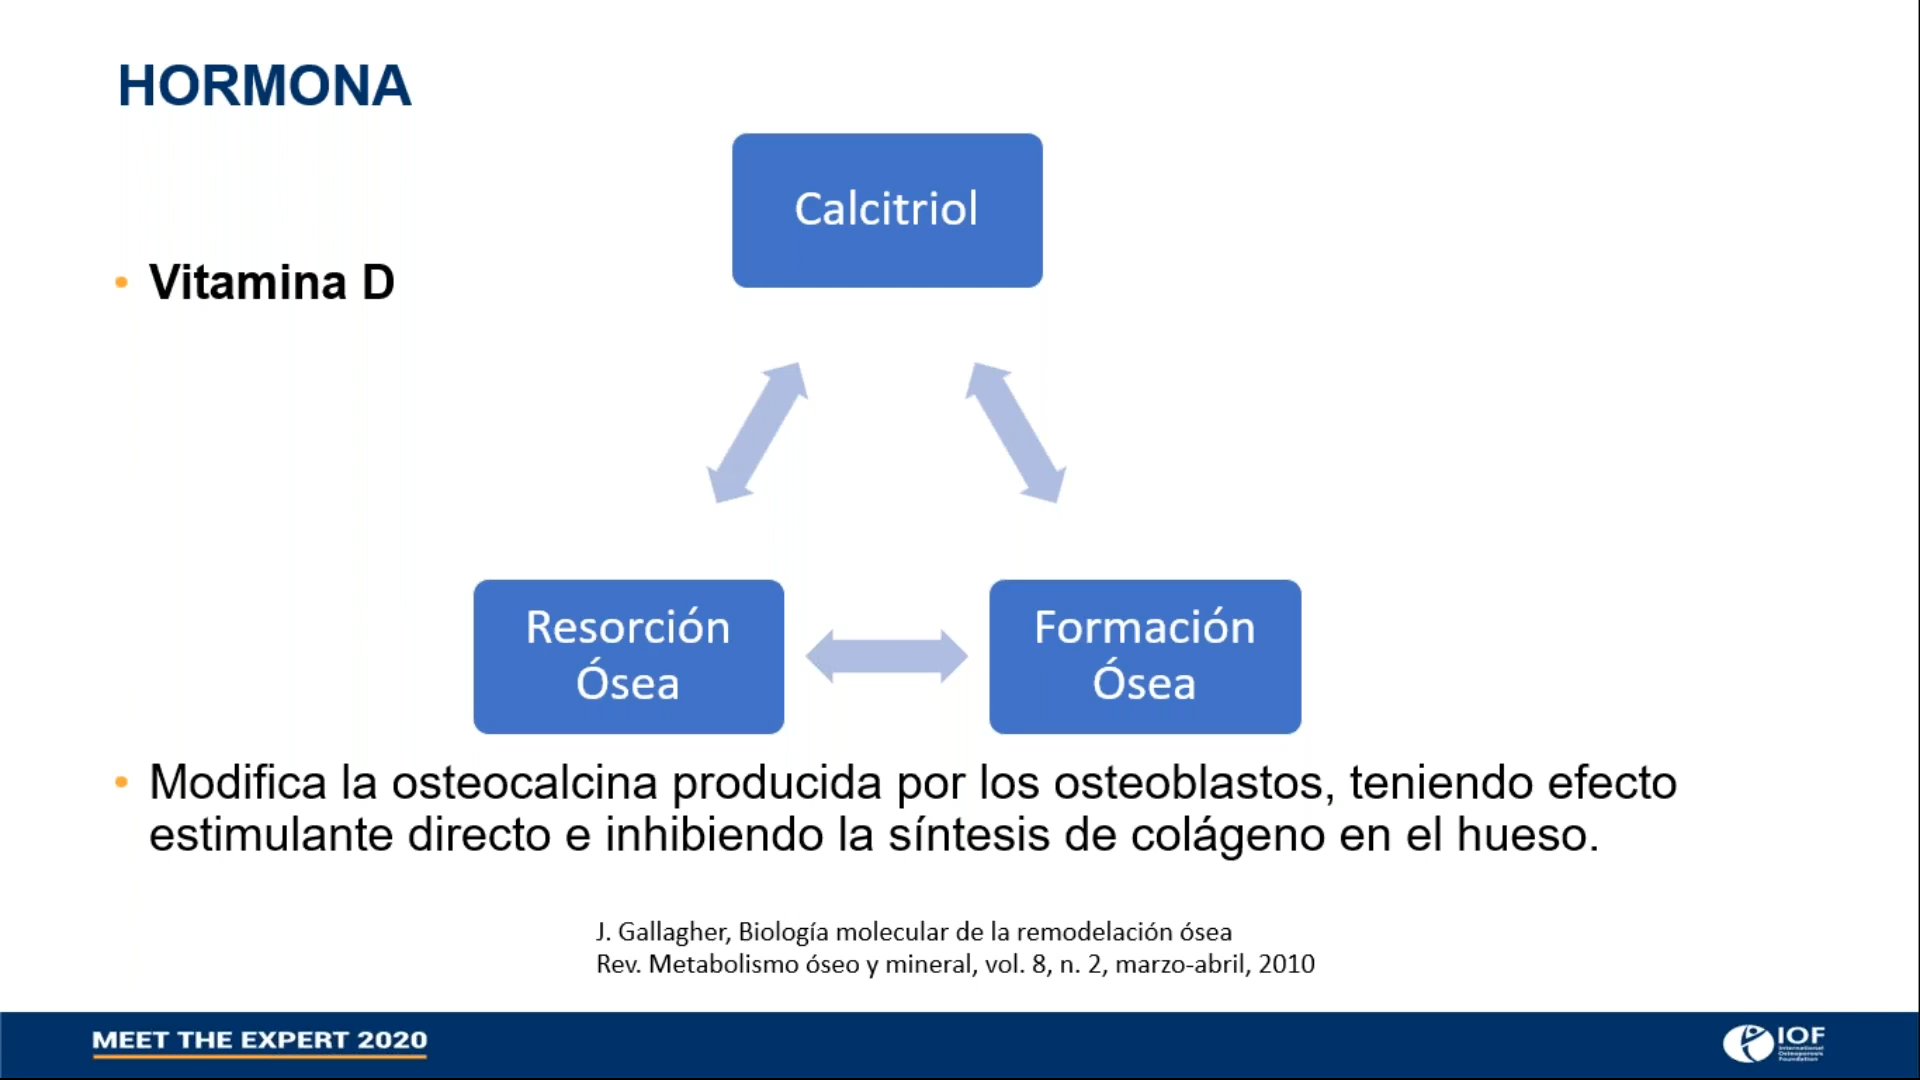 HORMONA
Calcitriol
• Vitamina D
Resorción
Ósea
Formación
Ósea
• Modifica la osteocalcina producida por los osteoblastos, teniendo efecto
estimulante directo e inhibiendo la síntesis de colágeno en el hueso.
J. Gallagher, Biología molecular de la remodelación ósea
Rev. Metabolismo óseo y mineral, vol. 8, n. 2, marzo-abril, 2010
MEET THE EXPERT 2020
IOF
International
Osteoporosis
Foundation